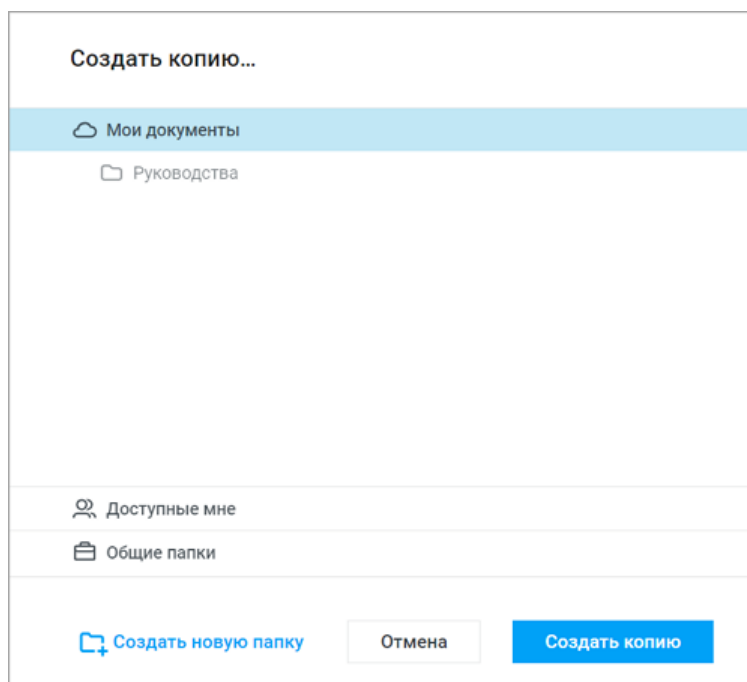 Создать копию...
Мои документы
Руководства
Доступные мне
Общие папки
Создать новую папку
Отмена
Создать копию